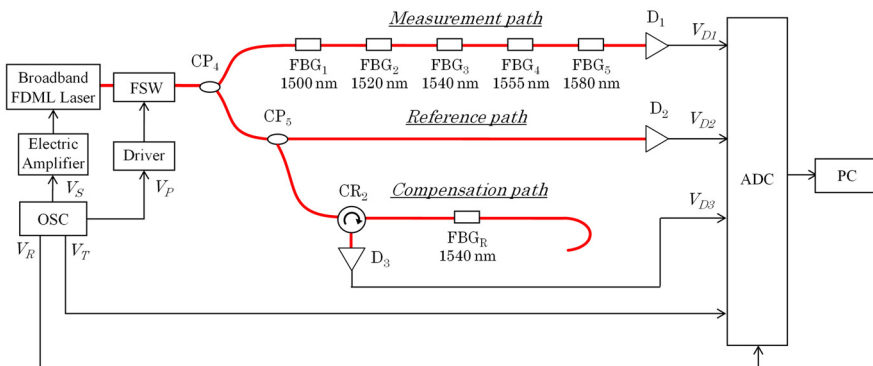 Measurement path
D1
VD1
CP4
Broadband
FDML Laser
FSW
FBG1
1500 nm
FBG2
1520 nm
FBG3
1540 nm
FBG4
1555 nm
FBG5
1580 nm
CP5
Reference path
D2
VD2
Electric
Amplifier
Driver
ADC
PC
VS
VP
CR2
Compensation path
VD3
OSC
VR
VT
FBGR
1540 nm
D3